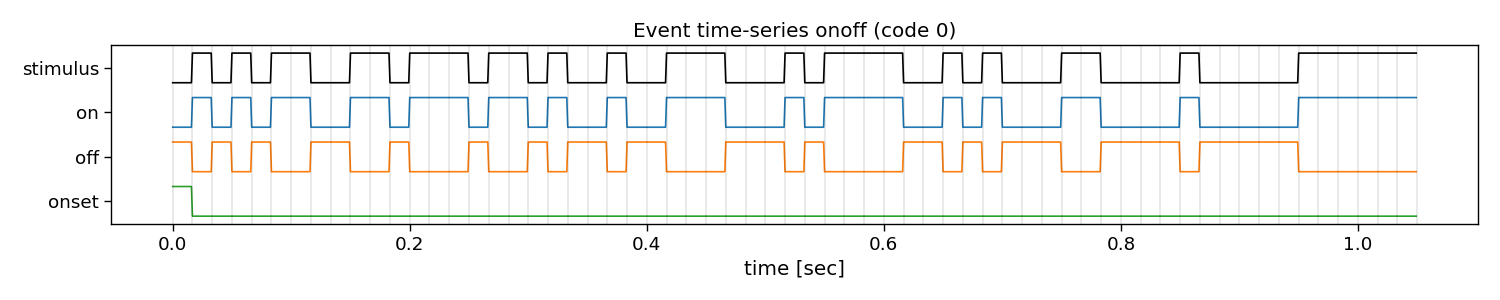 Event time-series onoff (code 0)
stimulus
on
off
onset
0.0 0.2 0.4 0.6 0.8 1.0
time [sec]